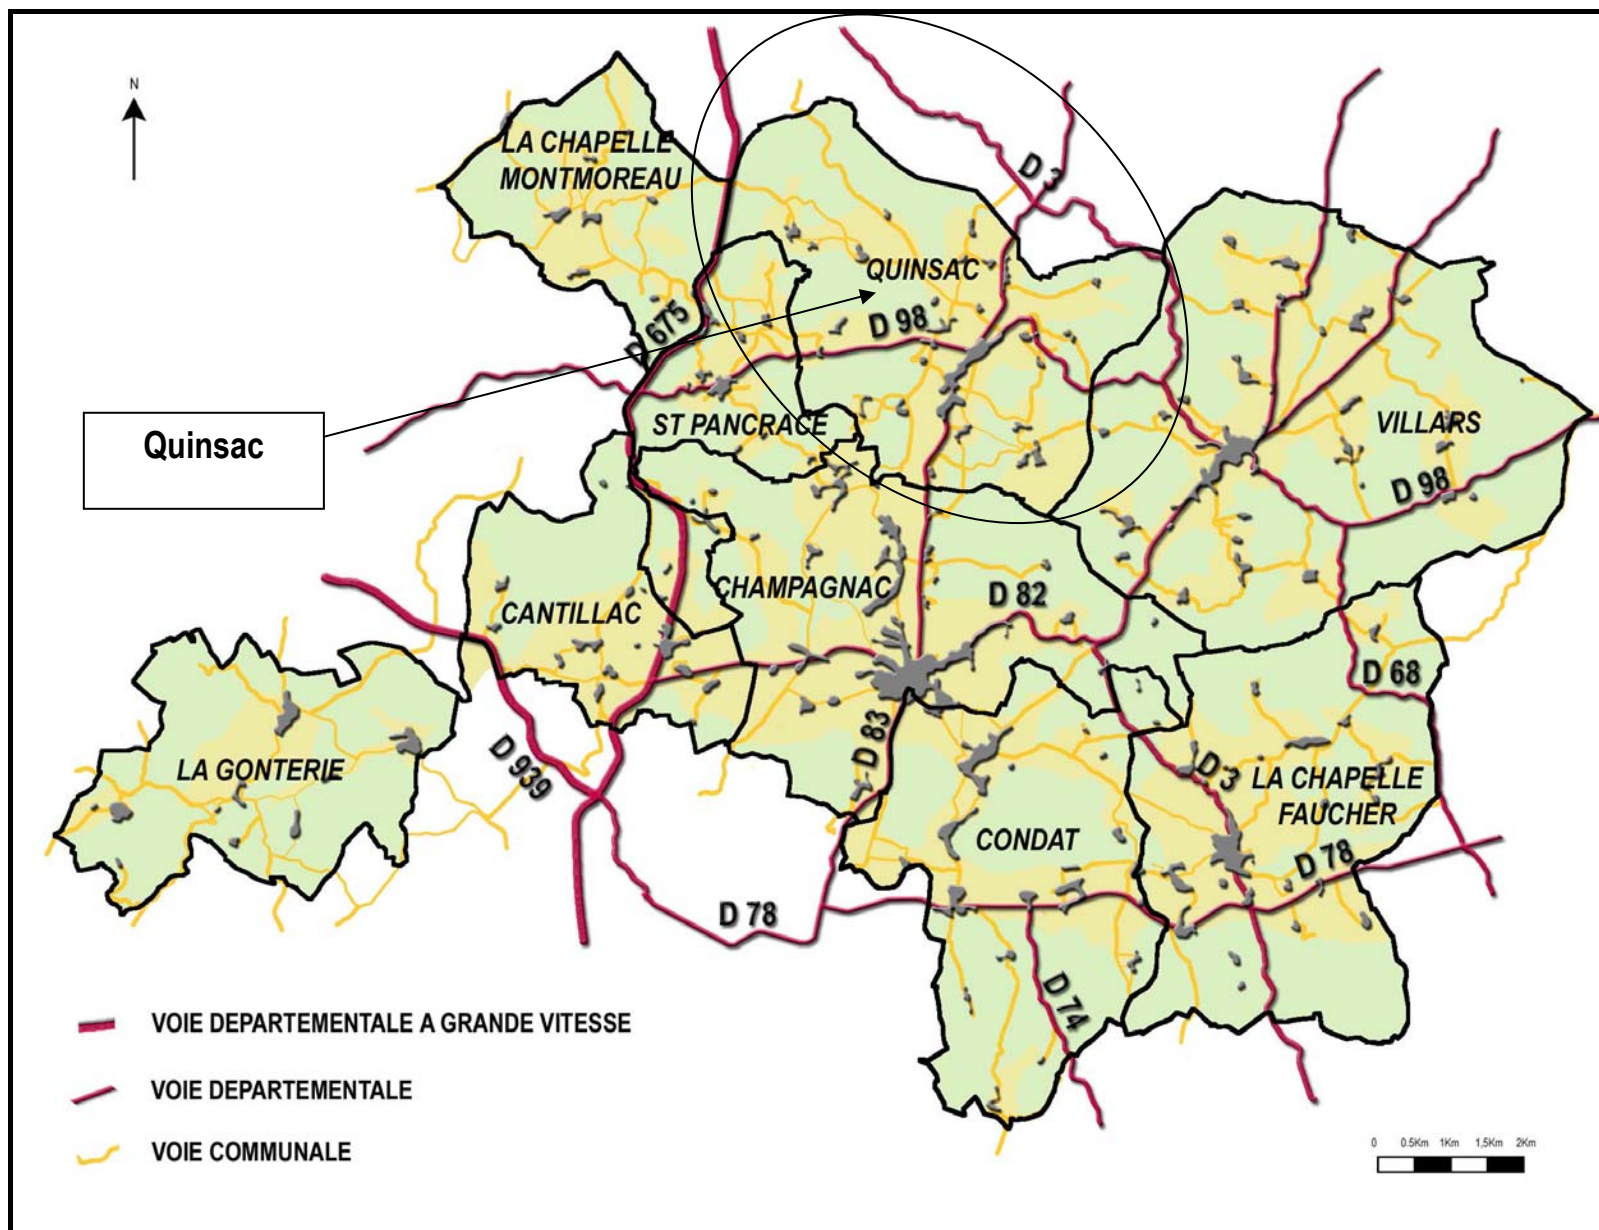 N
LA CHAPELLE
MONTMOREAU
D 3
QUINSAC
D 98
D 675
Quinsac
ST PANCRACE
VILLARS
D 98
CHAMPAGNAC
D 82
CANTILLAC
D 68
D 83
D 939
LA GONTERIE
D 3
LA CHAPELLE
FAUCHER
CONDAT
D 78
D 78
D 74
VOIE DEPARTEMENTALE A GRANDE VITESSE
VOIE DEPARTEMENTALE
VOIE COMMUNALE
0 0.5Km 1Km 1,5Km 2Km